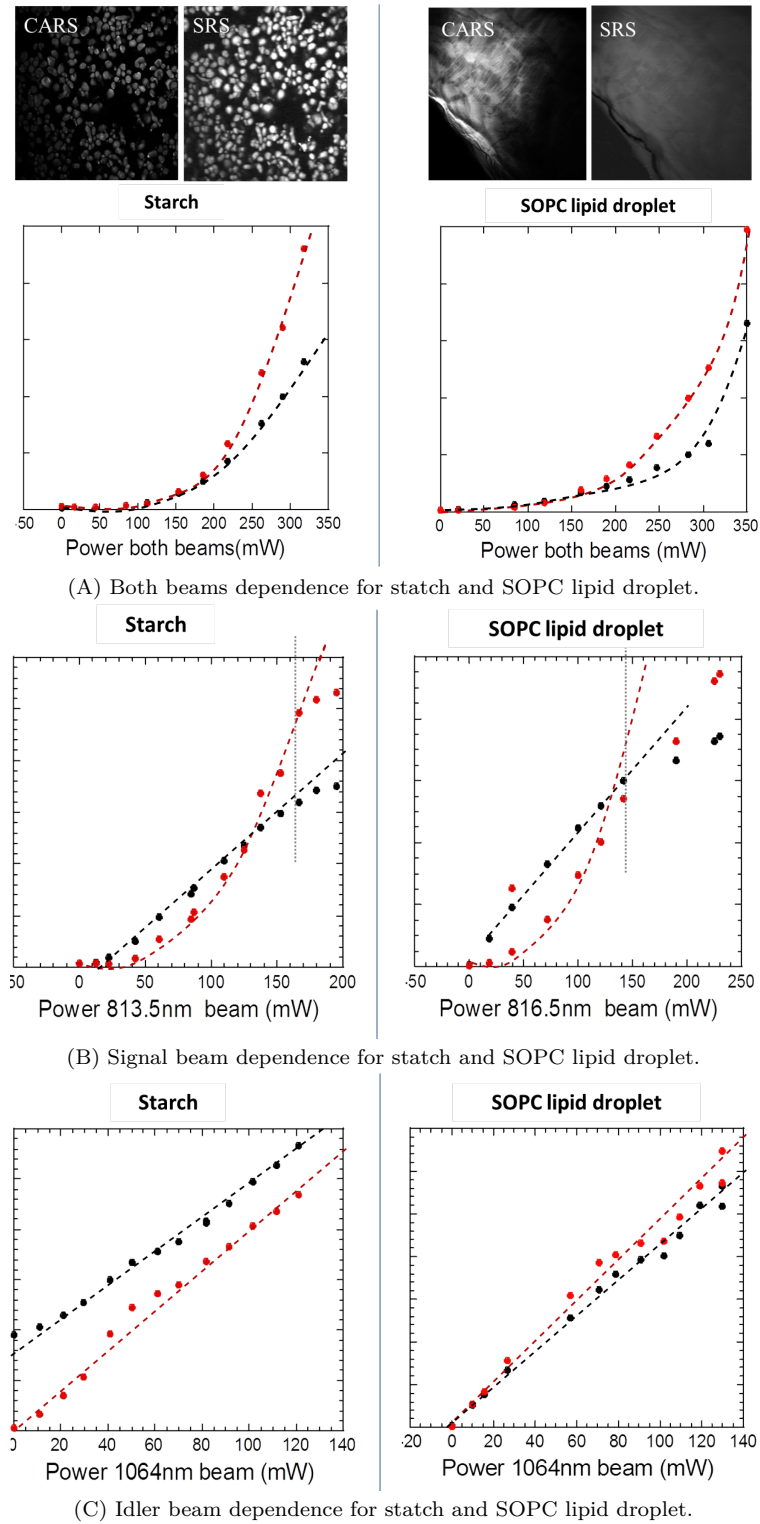 CARS SRS CARS SRS
Starch SOPC lipid droplet
50 0 50 100 150 200 250 300 350 0 50 100 150 200 250 300 350
Power both beams(mW) Power both beams (mW)
(A) Both beams dependence for statch and SOPC lipid droplet.
Starch SOPC lipid droplet
50 0 50 100 150 200 -50 0 50 100 150 200 250
Power 813.5nm beam (mW) Power 816.5nm beam (mW)
(B) Signal beam dependence for statch and SOPC lipid droplet.
Starch SOPC lipid droplet
0 20 40 60 80 100 120 140 -20 0 20 40 60 80 100 120 140
Power 1064nm beam (mW) Power 1064nm beam (mW)
(C) Idler beam dependence for statch and SOPC lipid droplet.